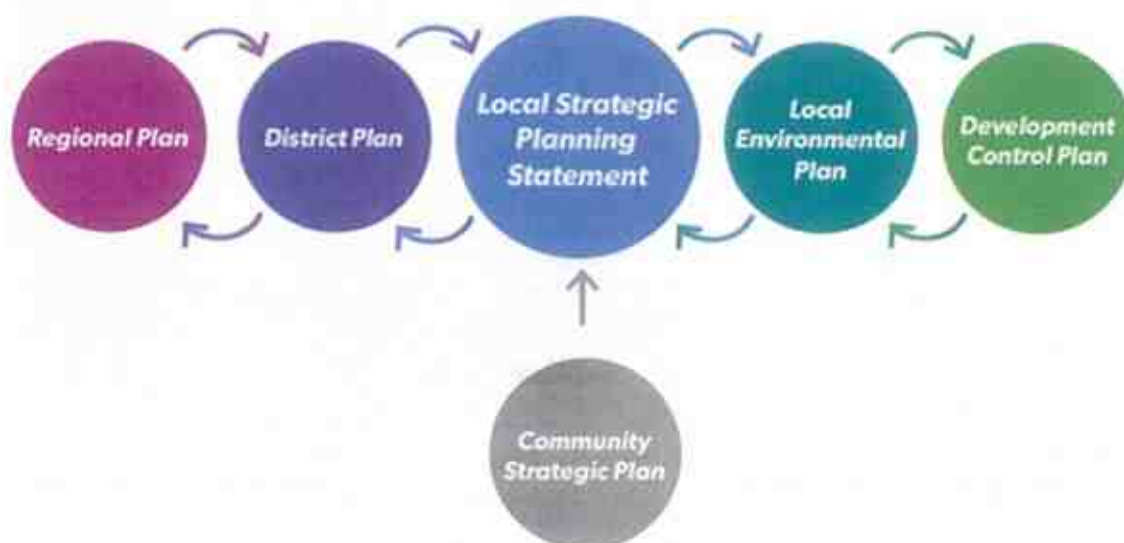 Regional Plan
District Plan
Local Strategic
Planning
Statement
Local
Environmental
Plan
Development
Control Plan
Community
Strategic Plan